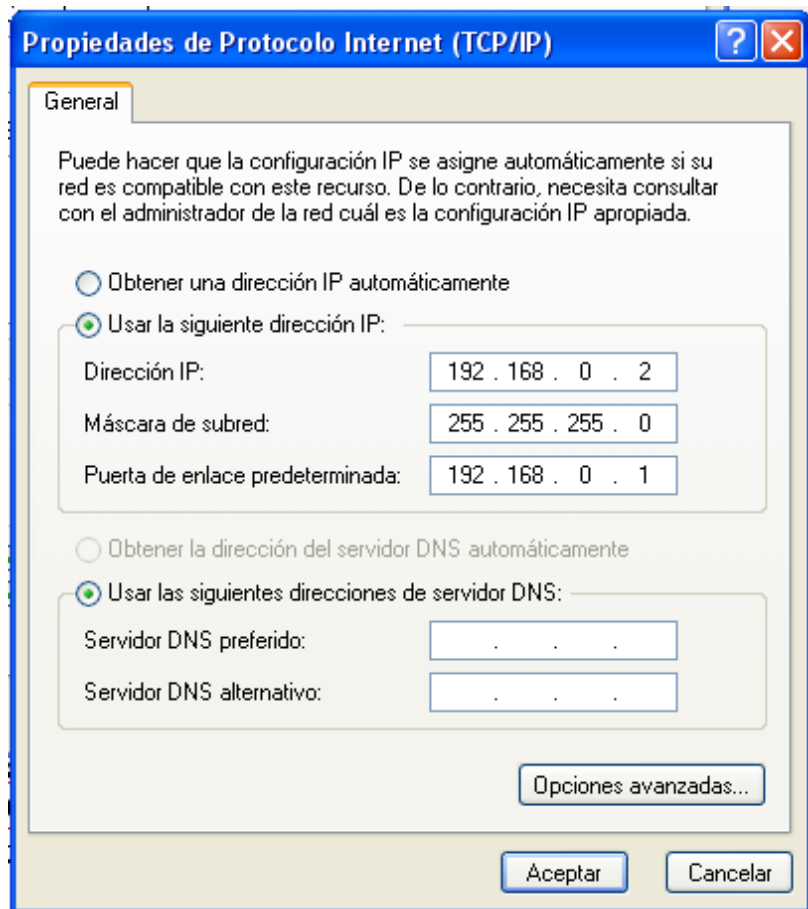 Propiedades de Protocolo Internet (TCP/IP)
General
Puede hacer que la configuración IP se asigne automáticamente si su
red es compatible con este recurso. De lo contrario, necesita consultar
con el administrador de la red cuál es la configuración IP apropiada.
Obtener una dirección IP automáticamente
Usar la siguiente dirección IP:
Dirección IP: 192 . 168 . 0 . 2
Máscara de subred: 255 . 255 . 255 . 0
Puerta de enlace predeterminada: 192 . 168 . 0 . 1
Obtener la dirección del servidor DNS automáticamente
Usar las siguientes direcciones de servidor DNS:
Servidor DNS preferido: . . .
Servidor DNS alternativo: . . .
Opciones avanzadas...
Aceptar Cancelar